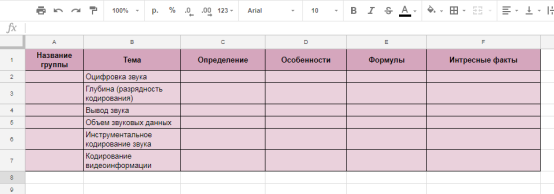 100%
р.
%
.0
.00
123
Arial
10
B
I
S
A
fx
A
B
C
D
E
F
1
Название группы
Тема
Определение
Особенности
Формулы
Интресные факты
2
Оцифровка звука
3
Глубина (разрядность
кодирования)
4
Вывод звука
5
Объем звуковых данных
6
Инструментальное
кодирование звука
7
Кодирование
видеоинформации
8
9